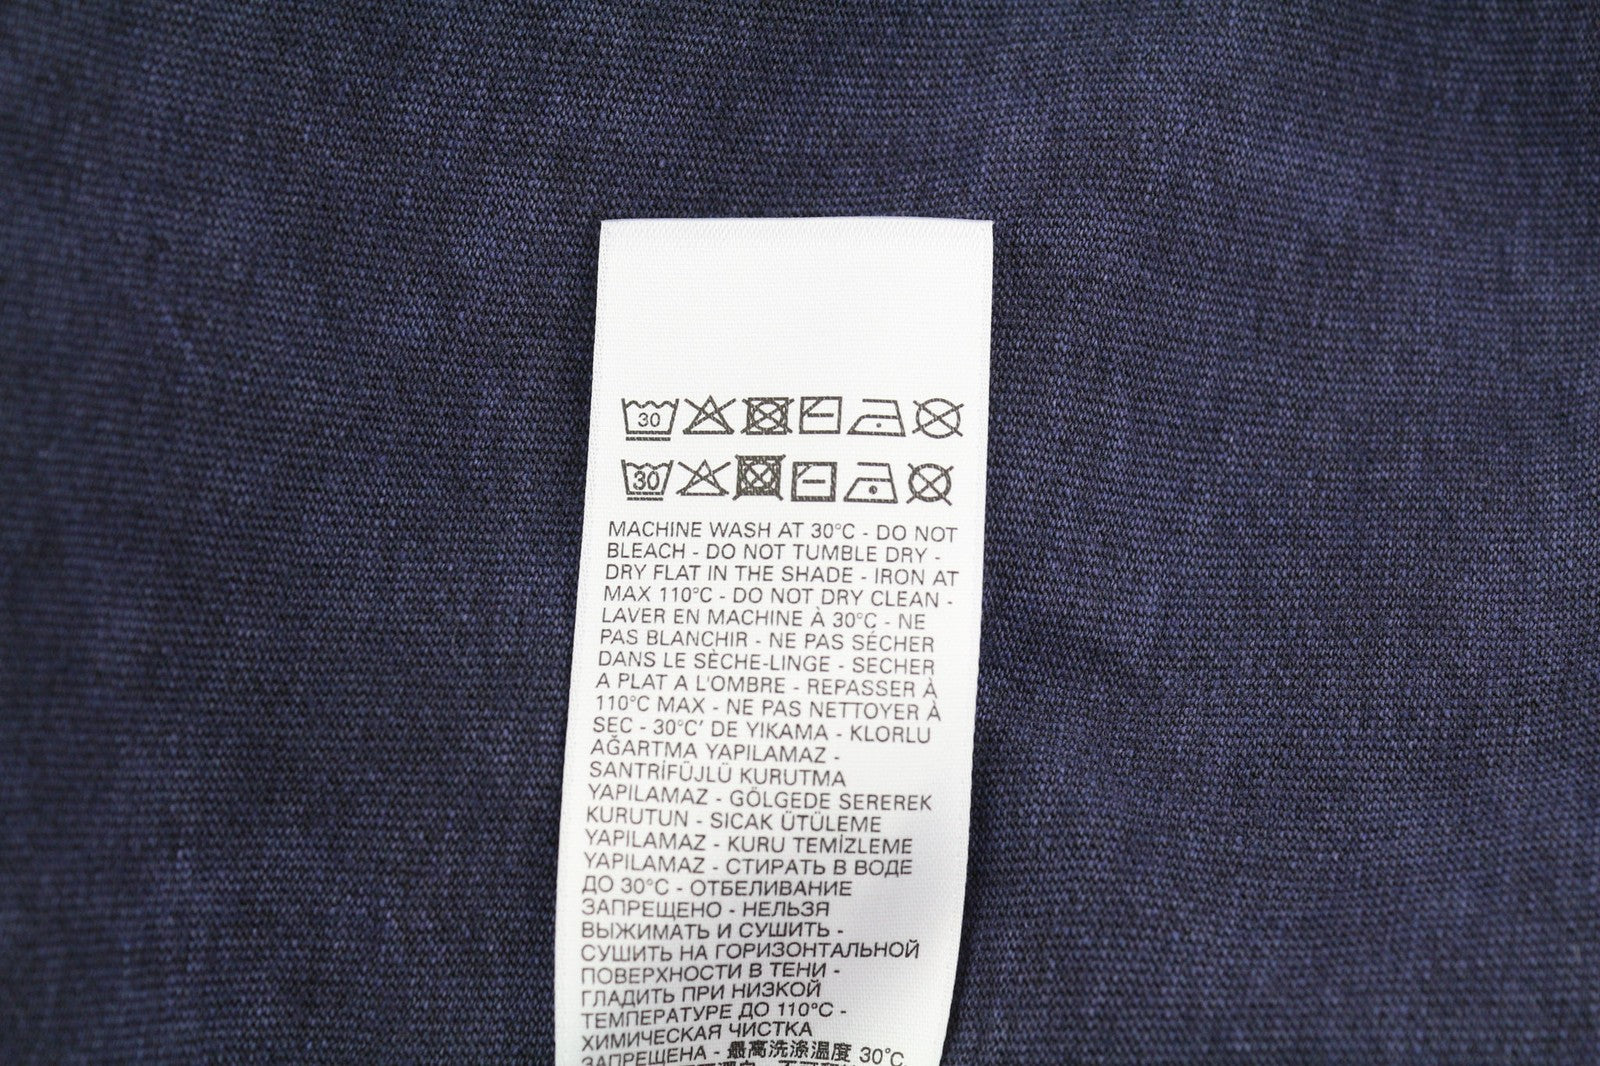 30
30
MACHINE WASH AT 30°C - DO NOT
BLEACH - DO NOT TUMBLE DRY -
DRY FLAT IN THE SHADE - IRON AT
MAX 110°C - DO NOT DRY CLEAN -
LAVER EN MACHINE À 30°C - NE
PAS BLANCHIR - NE PAS SÉCHER
DANS LE SÈCHE-LINGE - SECHER
A PLAT A L'OMBRE - REPASSER À
110°C MAX - NE PAS NETTOYER À
SEC - 30°C' DE YIKAMA - KLORLU
AĞARTMA YAPILAMAZ -
SANTRİFÜJLÜ KURUTMA
YAPILAMAZ - GÖLGEDE SEREREK
KURUTUN - SICAK ÜTÜLEME
YAPILAMAZ - KURU TEMİZLEME
YAPILAMAZ - СТИРАТЬ В ВОДЕ
ДО 30°C - ОТБЕЛИВАНИЕ
ЗАПРЕЩЕНО - НЕЛЬЗЯ
ВЫЖИМАТЬ И СУШИТЬ -
СУШИТЬ НА ГОРИЗОНТАЛЬНОЙ
ПОВЕРХНОСТИ В ТЕНИ -
ГЛАДИТЬ ПРИ НИЗКОЙ
ТЕМПЕРАТУРЕ ДО 110°C -
ХИМИЧЕСКАЯ ЧИСТКА
ЗАПРЕЩЕНА - 最高洗涤温度 30°C